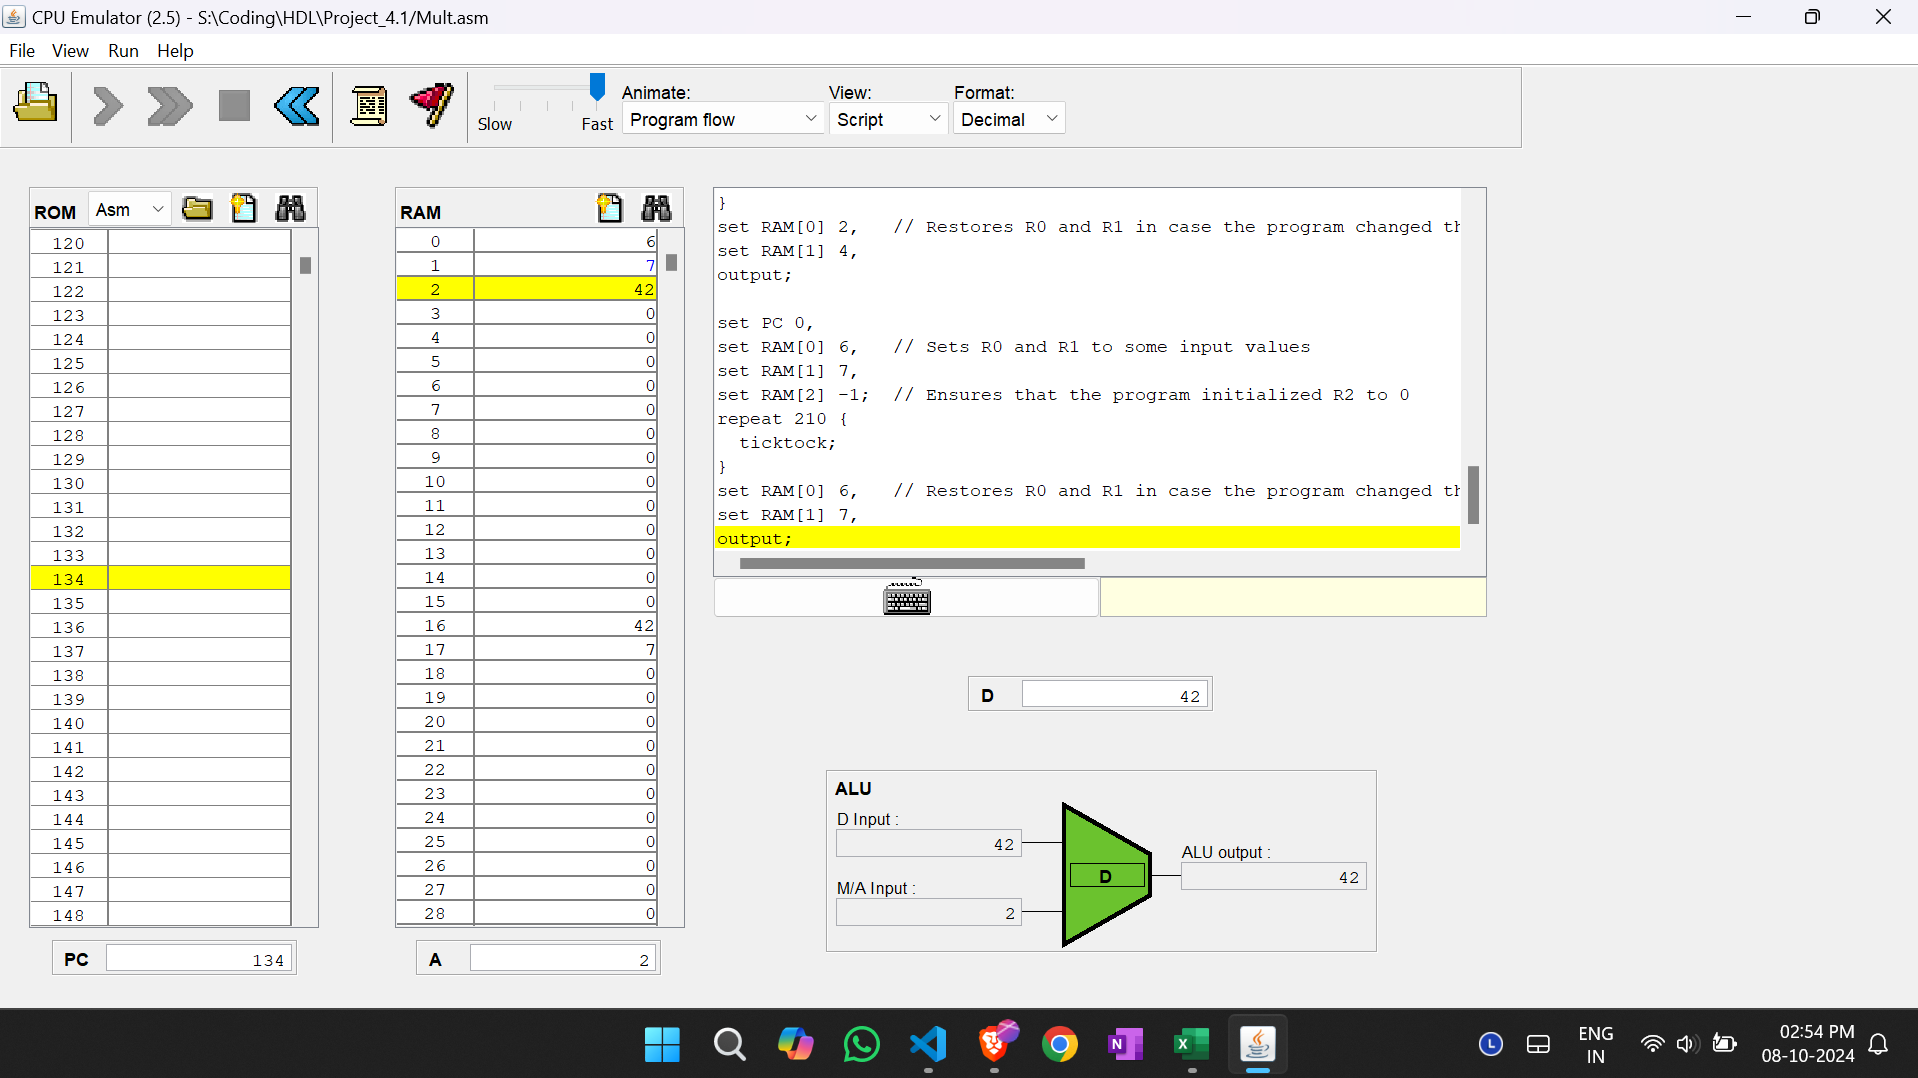 CPU Emulator (2.5) - S:\Coding\HDL\Project_4.1/Mult.asm
File View Run Help
Slow Fast
Animate: View: Format:
Program flow Script Decimal
ROM Asm
120
121
122
123
124
125
126
127
128
129
130
131
132
133
134
135
136
137
138
139
140
141
142
143
144
145
146
147
148
PC 134
RAM
0 6
1 7
2 42
3 0
4 0
5 0
6 0
7 0
8 0
9 0
10 0
11 0
12 0
13 0
14 0
15 0
16 42
17 7
18 0
19 0
20 0
21 0
22 0
23 0
24 0
25 0
26 0
27 0
28 0
A 2
}
set RAM[0] 2,   // Restores R0 and R1 in case the program changed th
set RAM[1] 4,
output;
set PC 0,
set RAM[0] 6,   // Sets R0 and R1 to some input values
set RAM[1] 7,
set RAM[2] -1;  // Ensures that the program initialized R2 to 0
repeat 210 {
  ticktock;
}
set RAM[0] 6,   // Restores R0 and R1 in case the program changed th
set RAM[1] 7,
output;
D 42
ALU
D Input :
42
M/A Input :
2
D
ALU output :
42
L
ENG
IN
02:54 PM
08-10-2024